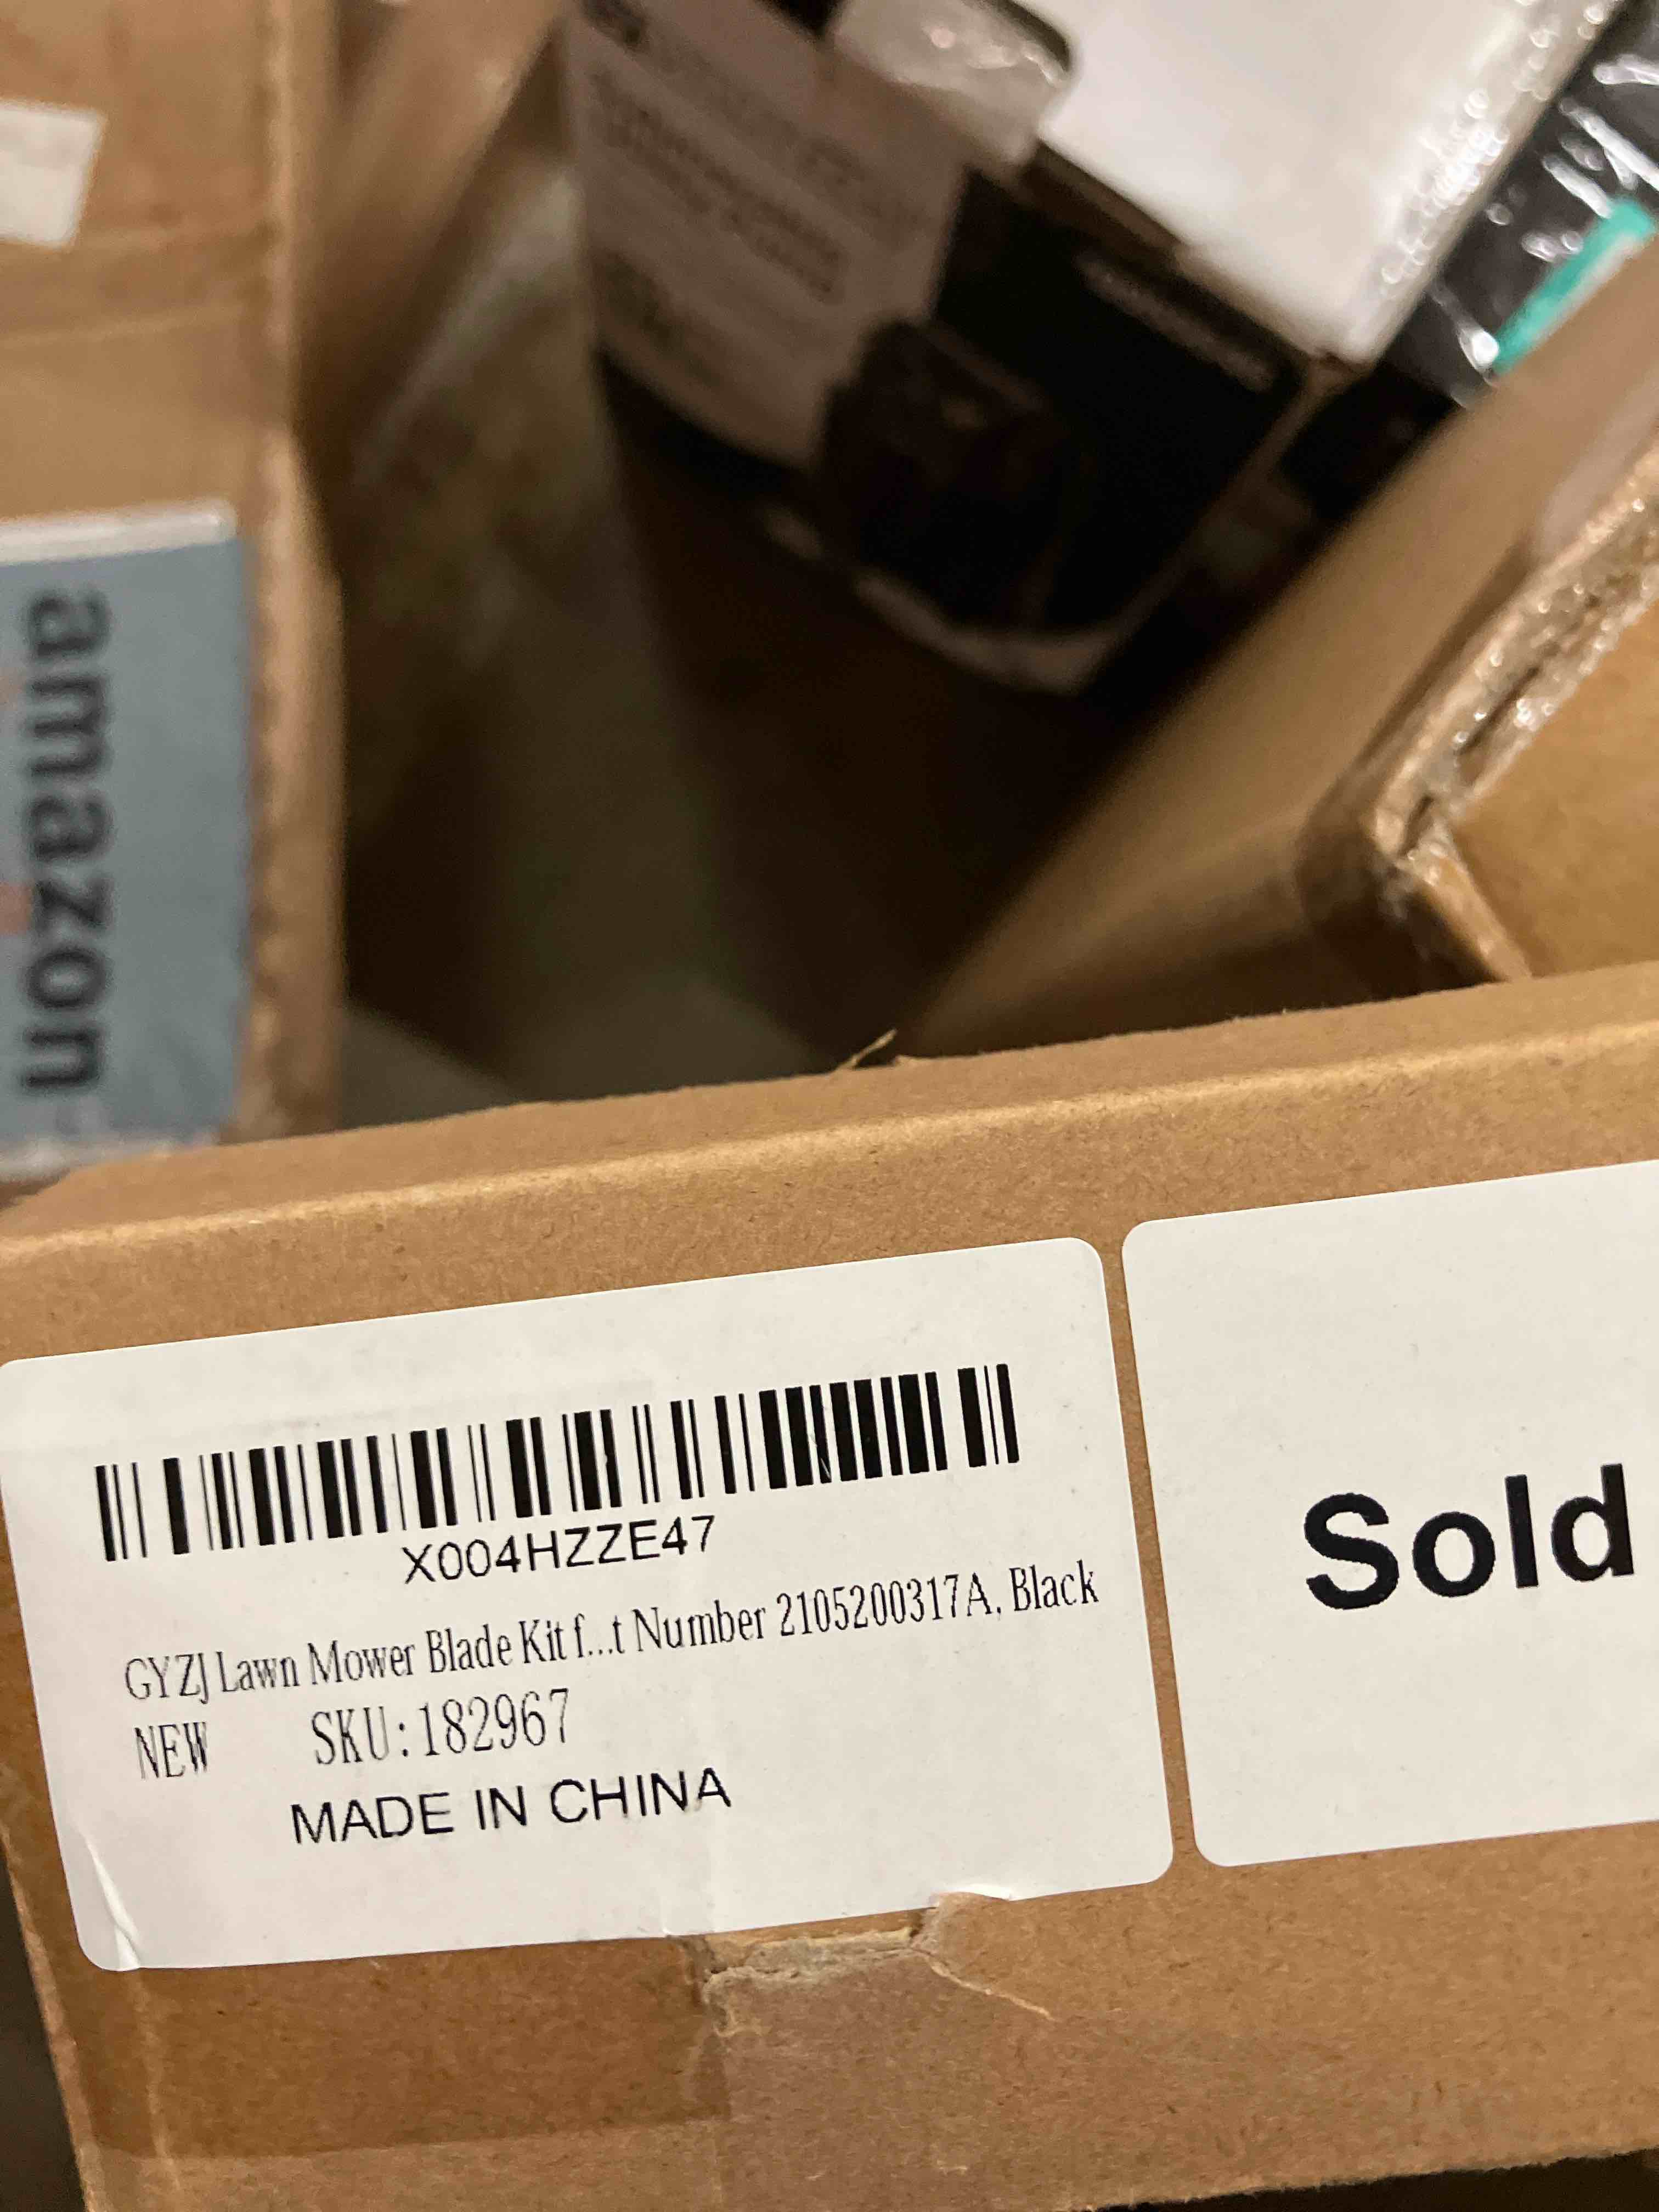 amazon
X004HZZE47
GYZJ Lawn Mower Blade Kit f...t Number 2105200317A, Black
NEW SKU:182967
MADE IN CHINA
Sold